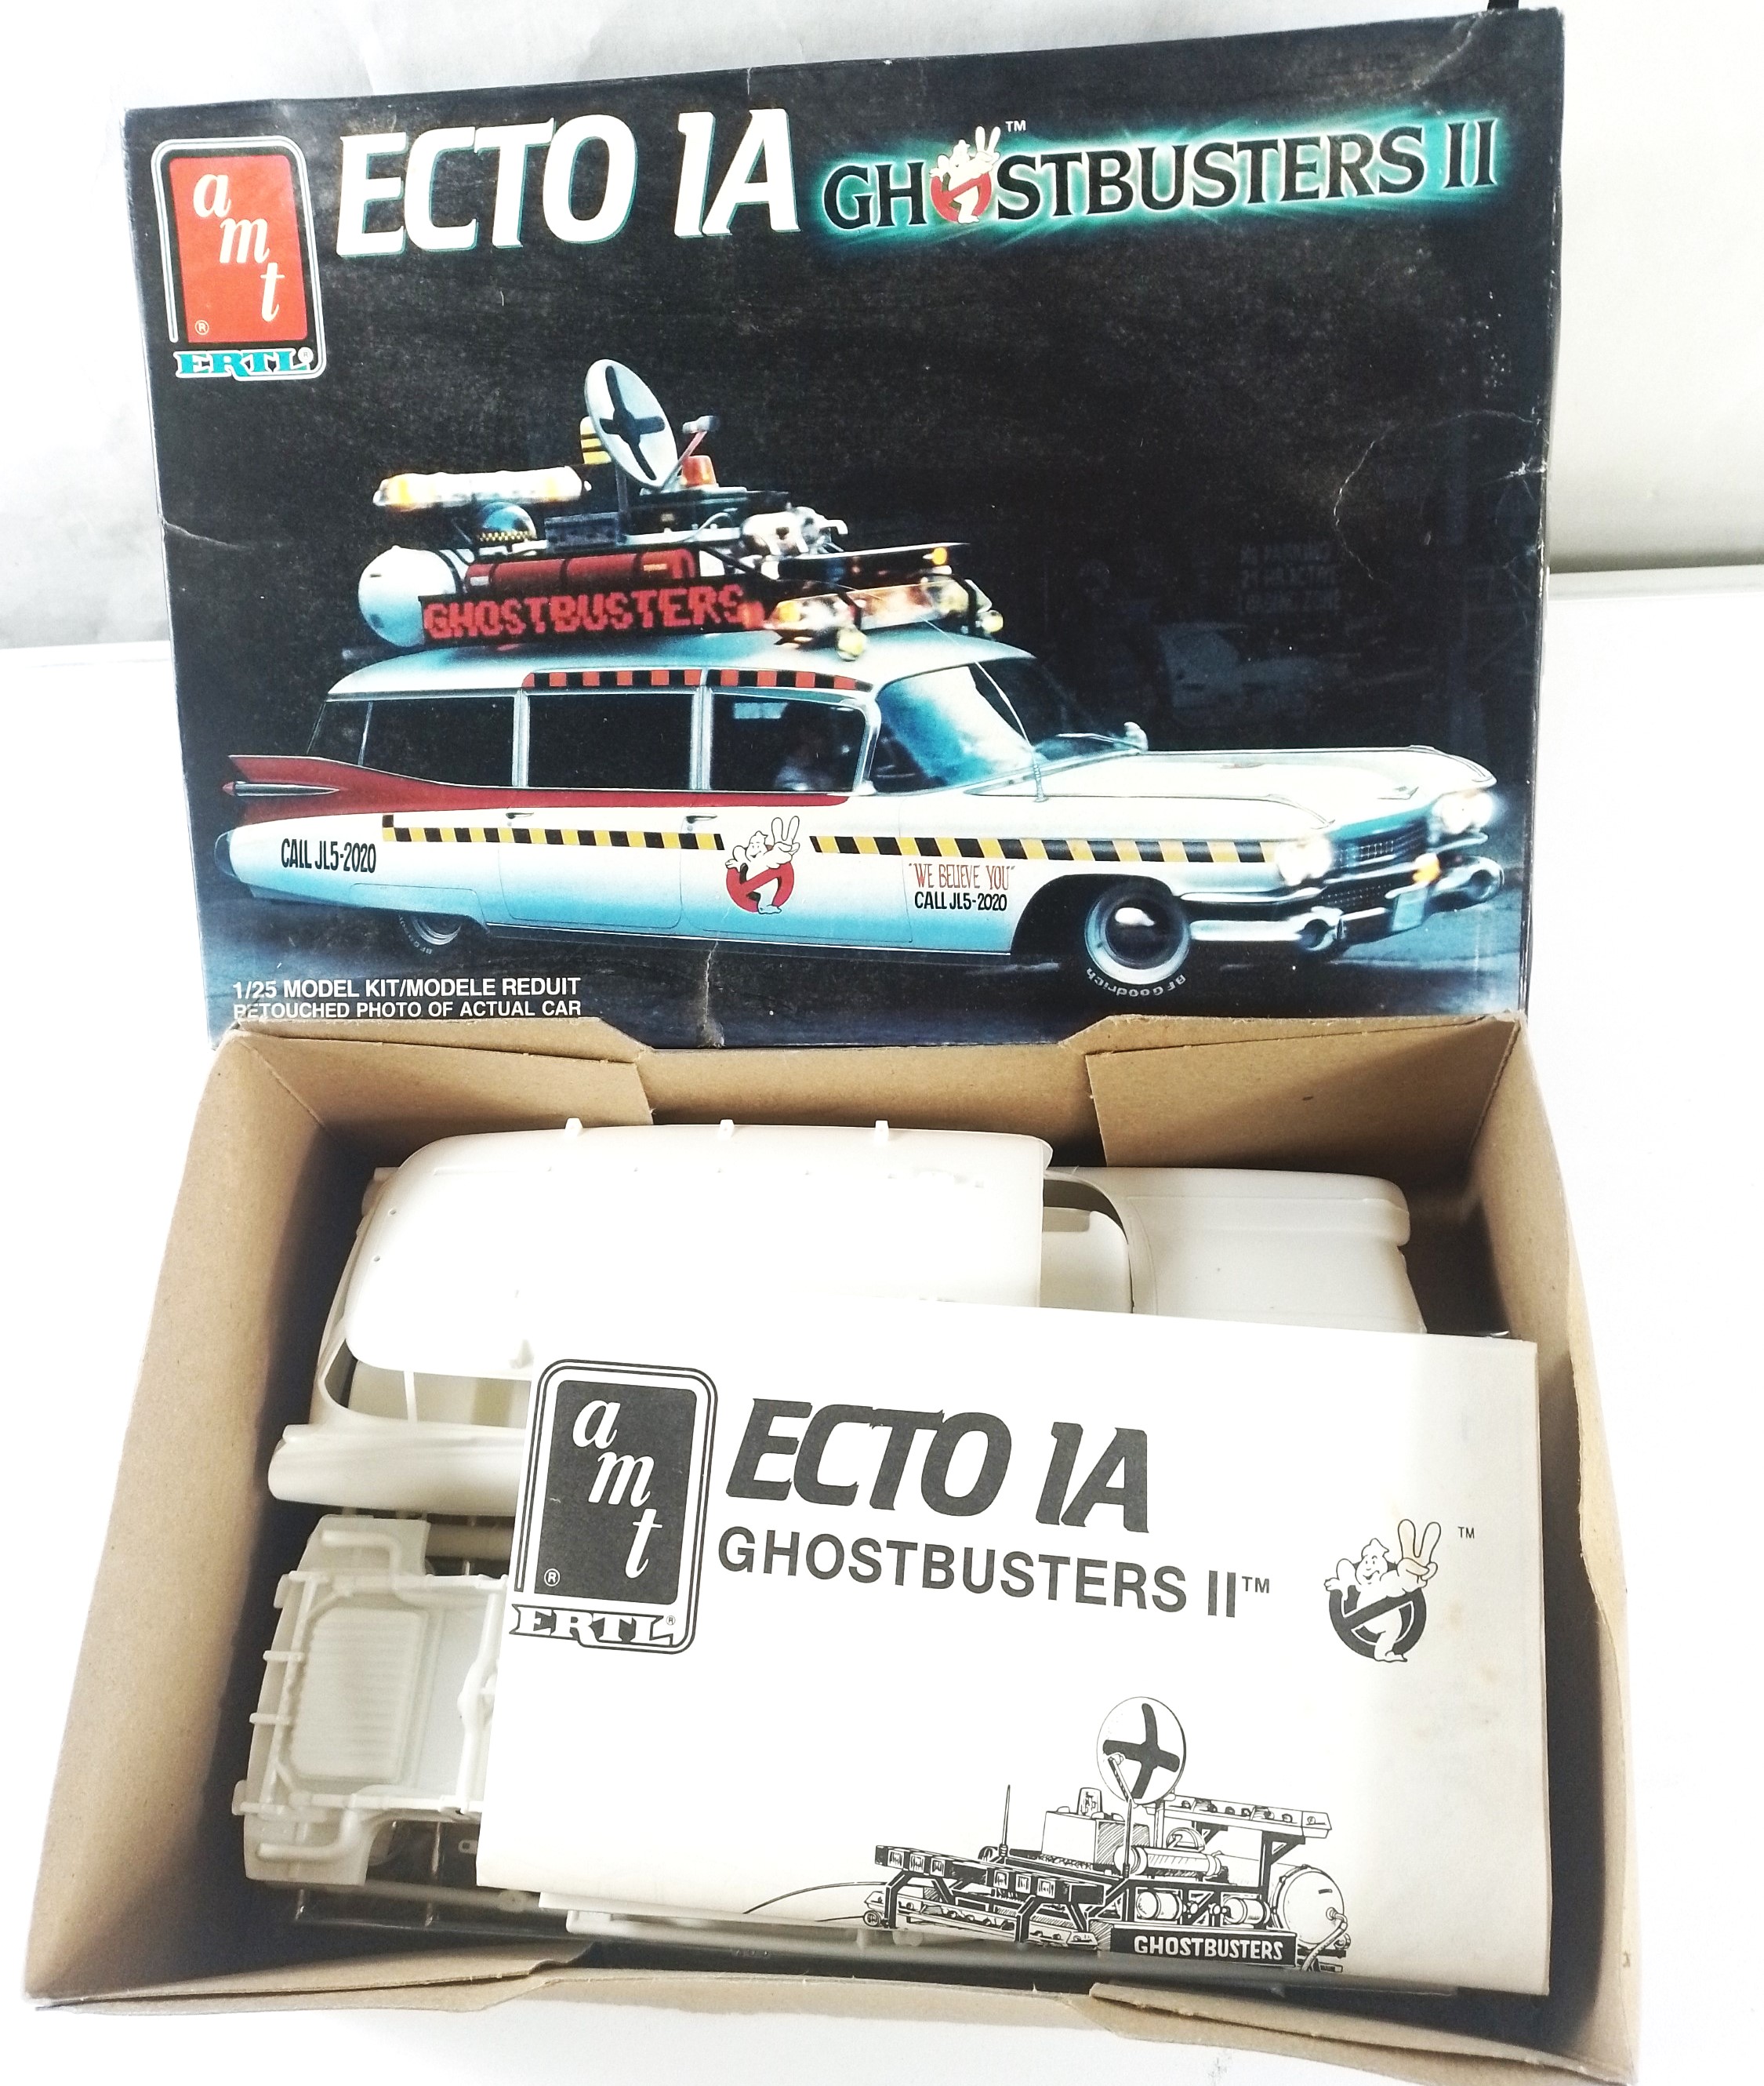 amt
®
ERTL®
ECTO 1A
GHOSTBUSTERS II
TM
GHOSTBUSTERS
CALL JL5-2020
"WE BELIEVE YOU"
CALL JL5-2020
BFGoodrich
1/25 MODEL KIT/MODELE REDUIT
RETOUCHED PHOTO OF ACTUAL CAR
amt
®
ERTL®
ECTO 1A
GHOSTBUSTERS II™
TM
GHOSTBUSTERS